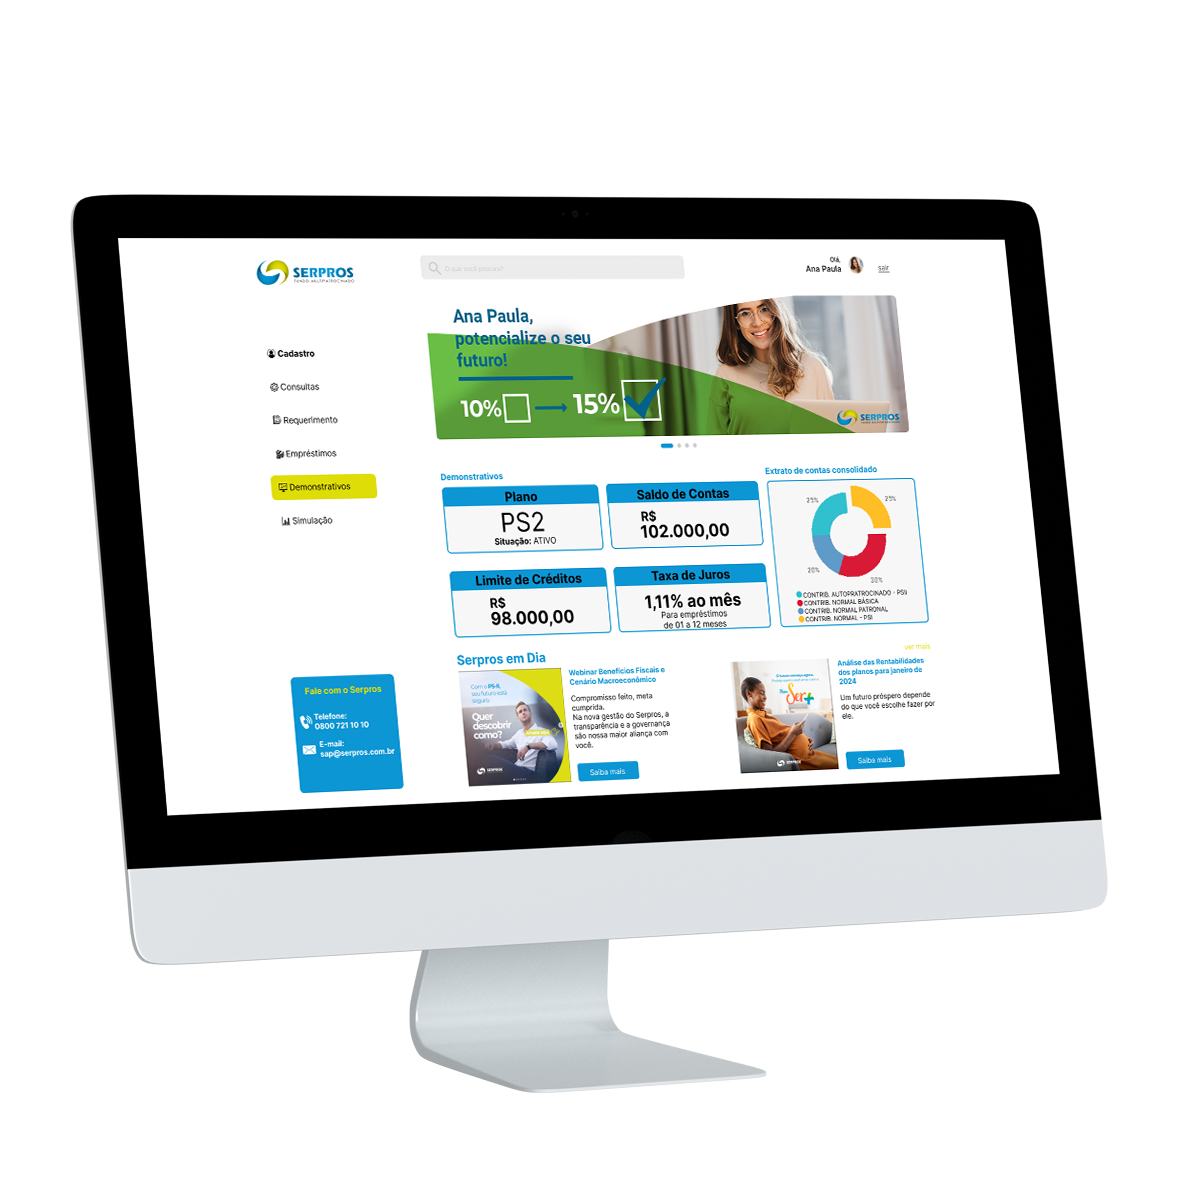 SERPROS
FUNDO MULTIPATROCINADO
O que você procura?
Olá,
Ana Paula
sair
Cadastro
Consultas
Requerimento
Empréstimos
Demonstrativos
Simulação
Ana Paula,
potencialize o seu
futuro!
10% 15%
SERPROS
Demonstrativos
Plano
PS2
Situação: ATIVO
Saldo de Contas
R$
102.000,00
Limite de Créditos
R$
98.000,00
Taxa de Juros
1,11% ao mês
Para empréstimos
de 01 a 12 meses
Extrato de contas consolidado
25%
25%
20%
30%
CONTRIB. AUTOPATROCINADO - PSII
CONTRIB. NORMAL BÁSICA
CONTRIB. NORMAL PATRONAL
CONTRIB. NORMAL - PSI
Fale com o Serpros
Telefone:
0800 721 10 10
E-mail:
sap@serpros.com.br
Serpros em Dia
ver mais
Com o PS-II,
seu futuro está
seguro.
Quer
descobrir
como?
SERPROS
Webinar Benefícios Fiscais e
Cenário Macroeconômico
Compromisso feito, meta
cumprida.
Na nova gestão do Serpros, a
transparência e a governança
são nossa maior aliança com
você.
Saiba mais
Ser+
SERPROS
Análise das Rentabilidades
dos planos para janeiro de
2024
Um futuro próspero depende
do que você escolhe fazer por
ele.
Saiba mais